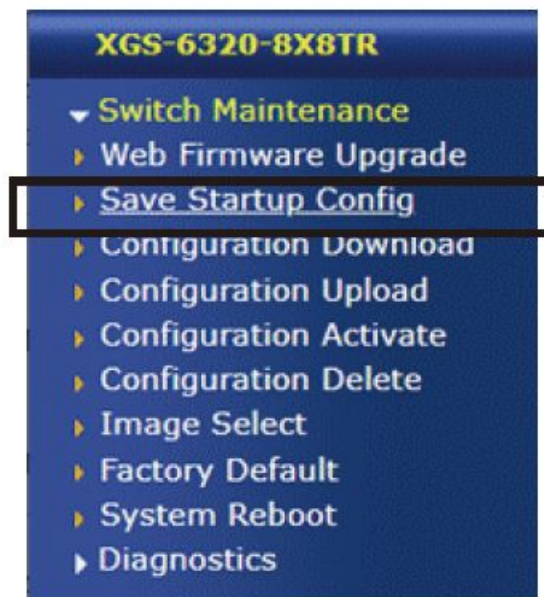 XGS-6320-8X8TR
Switch Maintenance
Web Firmware Upgrade
Save Startup Config
Configuration Download
Configuration Upload
Configuration Activate
Configuration Delete
Image Select
Factory Default
System Reboot
Diagnostics